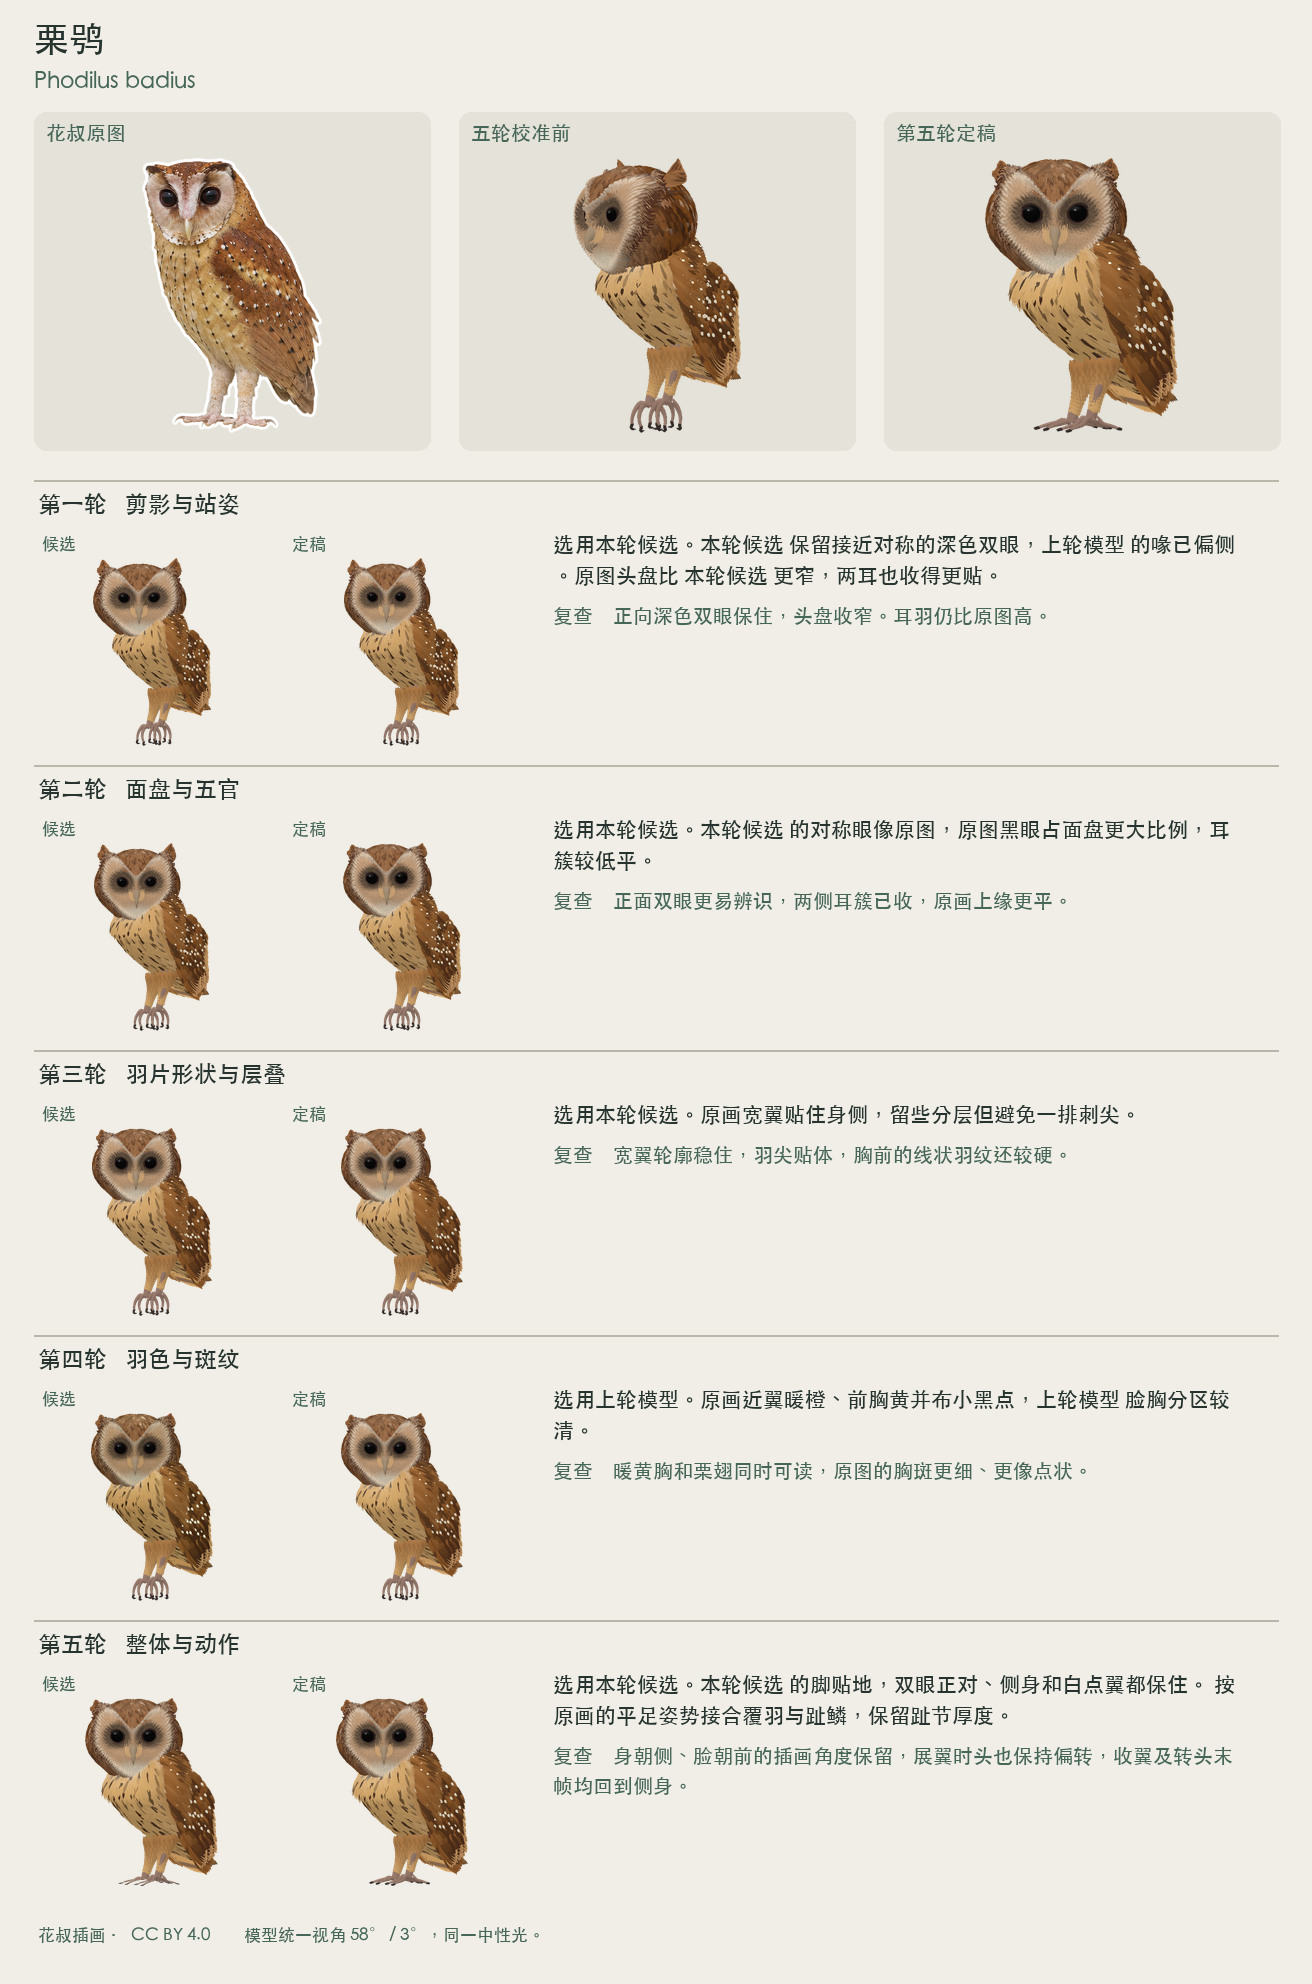 栗鸮
Phodilus badius
花叔原图
五轮校准前
第五轮定稿
第一轮 剪影与站姿
候选
定稿
选用本轮候选。本轮候选 保留接近对称的深色双眼，上轮模型 的喙已偏侧
。原图头盘比 本轮候选 更窄，两耳也收得更贴。
复查 正向深色双眼保住，头盘收窄。耳羽仍比原图高。
第二轮 面盘与五官
候选
定稿
选用本轮候选。本轮候选 的对称眼像原图，原图黑眼占面盘更大比例，耳
簇较低平。
复查 正面双眼更易辨识，两侧耳簇已收，原画上缘更平。
第三轮 羽片形状与层叠
候选
定稿
选用本轮候选。原画宽翼贴住身侧，留些分层但避免一排刺尖。
复查 宽翼轮廓稳住，羽尖贴体，胸前的线状羽纹还较硬。
第四轮 羽色与斑纹
候选
定稿
选用上轮模型。原画近翼暖橙、前胸黄并布小黑点，上轮模型 脸胸分区较
清。
复查 暖黄胸和栗翅同时可读，原图的胸斑更细、更像点状。
第五轮 整体与动作
候选
定稿
选用本轮候选。本轮候选 的脚贴地，双眼正对、侧身和白点翼都保住。 按
原画的平足姿势接合覆羽与趾鳞，保留趾节厚度。
复查 身朝侧、脸朝前的插画角度保留，展翼时头也保持偏转，收翼及转头末
帧均回到侧身。
花叔插画 · CC BY 4.0 模型统一视角 58° / 3° ，同一中性光。